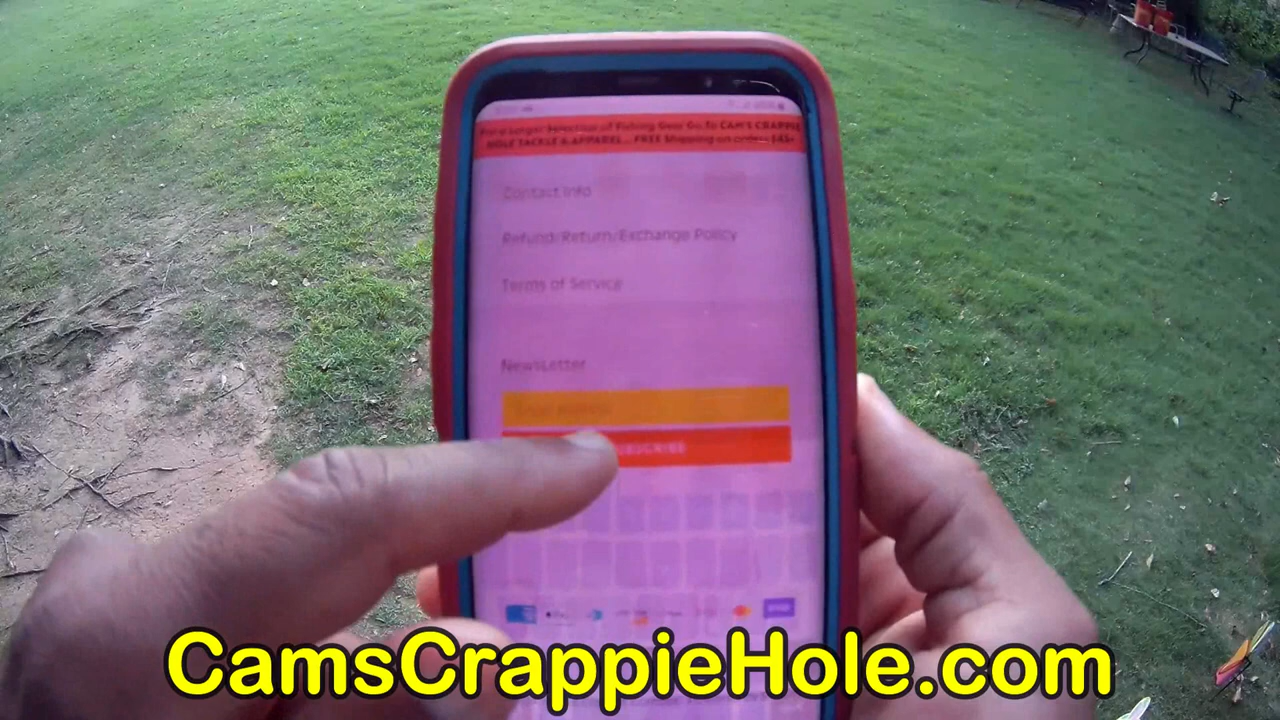 For a Larger Selection of Fishing Gear Go To CAM'S CRAPPIE
HOLE TACKLE & APPAREL ... FREE Shipping on orders $45+
Contact Info
Refund/Return/Exchange Policy
Terms of Service
Newsletter
SUBSCRIBE
CamsCrappieHole.com